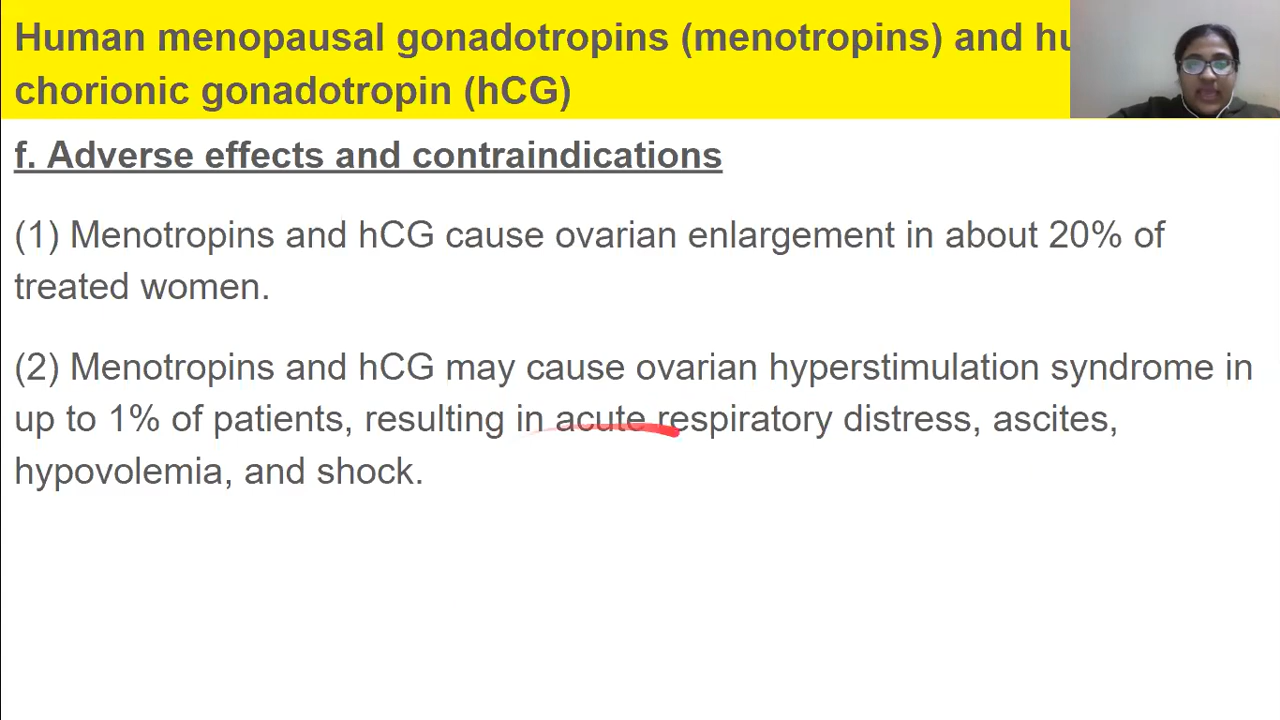 Human menopausal gonadotropins (menotropins) and hu
chorionic gonadotropin (hCG)
f. Adverse effects and contraindications
(1) Menotropins and hCG cause ovarian enlargement in about 20% of
treated women.
(2) Menotropins and hCG may cause ovarian hyperstimulation syndrome in
up to 1% of patients, resulting in acute respiratory distress, ascites,
hypovolemia, and shock.